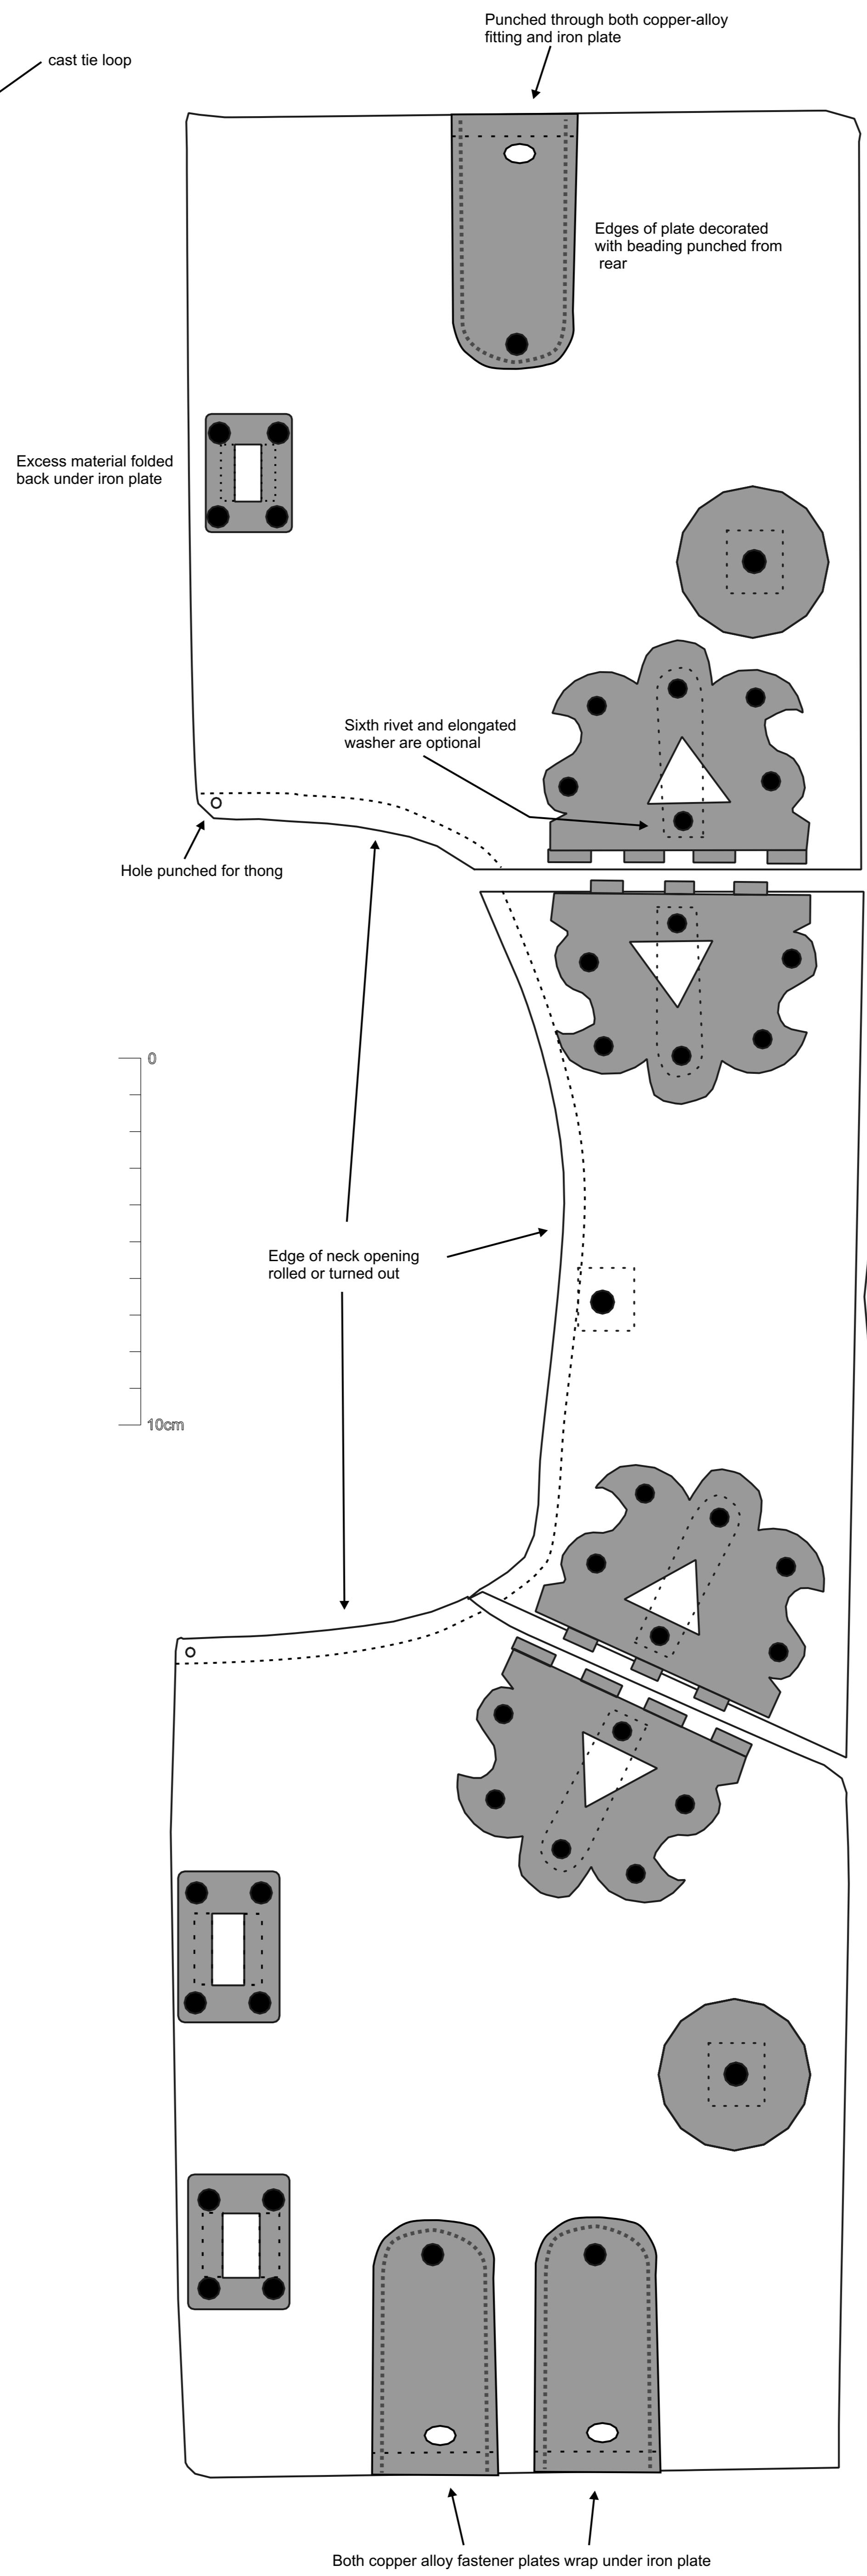 Punched through both copper-alloy
fitting and iron plate
cast tie loop
Edges of plate decorated
with beading punched from
rear
Excess material folded
back under iron plate
Sixth rivet and elongated
washer are optional
Hole punched for thong
0
Edge of neck opening
rolled or turned out
10cm
Both copper alloy fastener plates wrap under iron plate